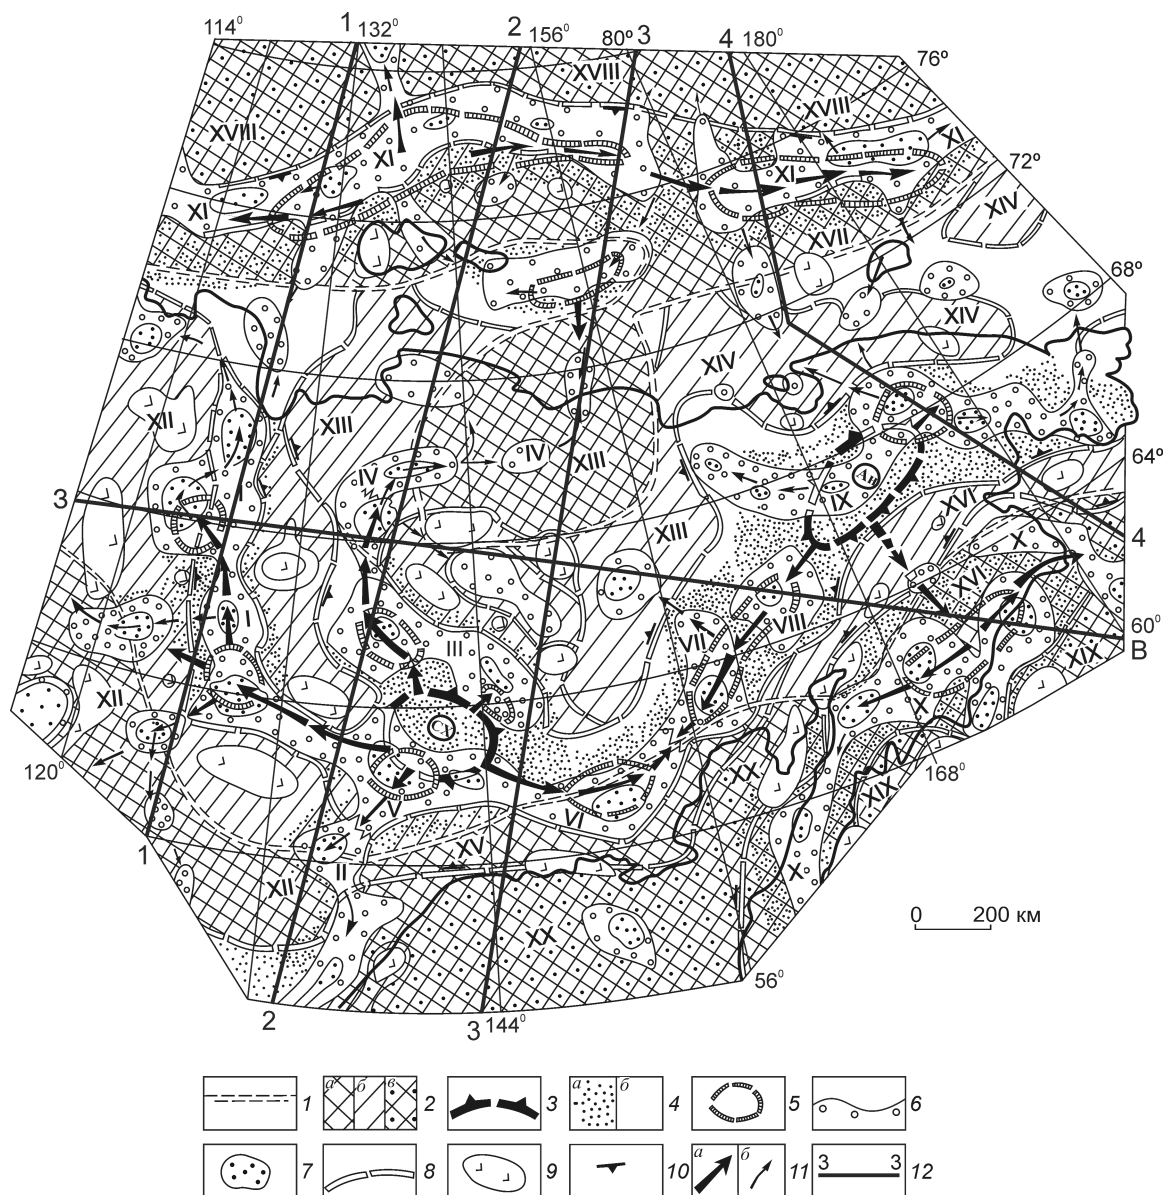 114⁰
1
132⁰
2
156⁰
80º
3
4
180⁰
76º
XVIII
XVIII
XVIII
XI
XI
72º
XI
XI
XIV
XVII
68º
XIV
XIV
XII
XIII
64º
IV
IV
XIII
Ан
IX
XVI
3
XIII
X
4
XVI
I
60⁰
VIII
VII
III
B
XIX
XII
X
Сх
XX
120⁰
168⁰
XIX
V
VI
XV
1
II
X
XII
0 200 км
XX
56⁰
2
3
144⁰
а б в
а б
1 2 3 4 5 6
а б
3 3
7 8 9 10 11 12